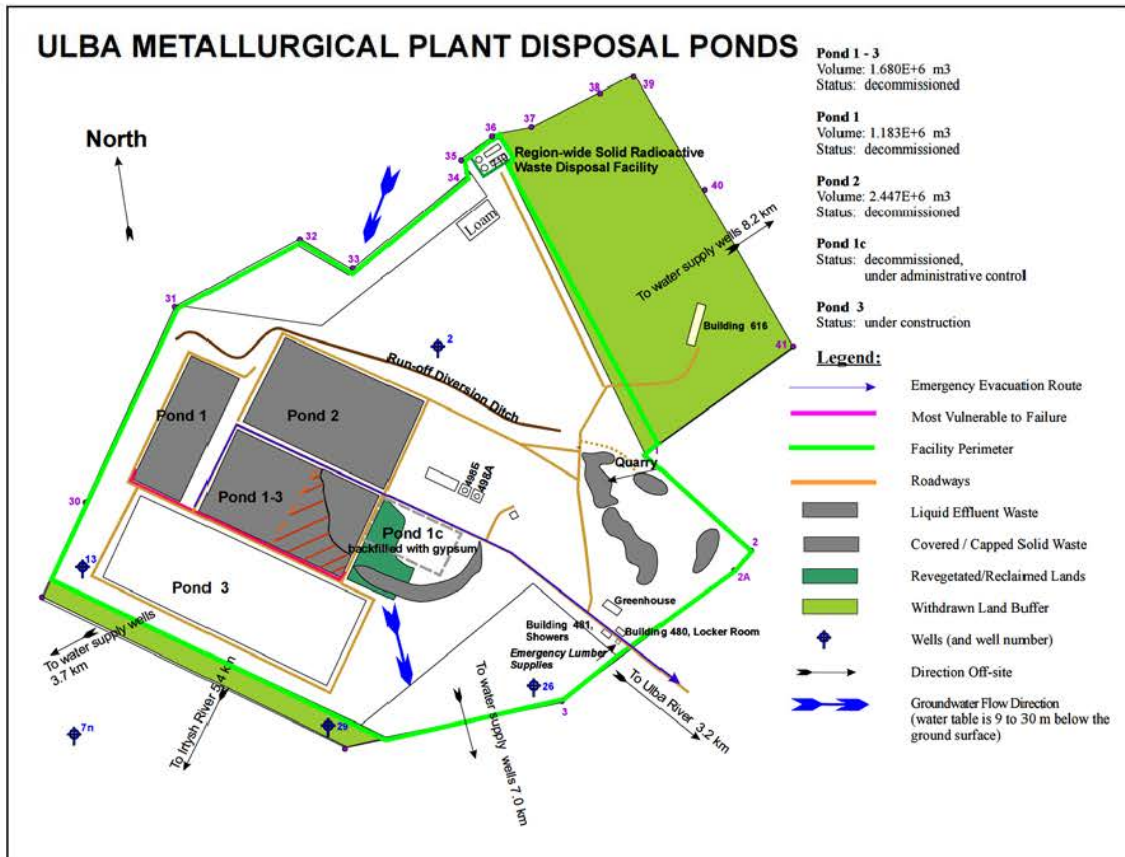 ULBA METALLURGICAL PLANT DISPOSAL PONDS
Pond 1 - 3
Volume: 1.680E+6 m3
Status: decommissioned
Pond 1
Volume: 1.183E+6 m3
Status: decommissioned
Pond 2
Volume: 2.447E+6 m3
Status: decommissioned
Pond 1c
Status: decommissioned,
under administrative control
Pond 3
Status: under construction
Legend:
Emergency Evacuation Route
Most Vulnerable to Failure
Facility Perimeter
Roadways
Liquid Effluent Waste
Covered / Capped Solid Waste
Revegetated/Reclaimed Lands
Withdrawn Land Buffer
Wells (and well number)
Direction Off-site
Groundwater Flow Direction
(water table is 9 to 30 m below the
ground surface)
North
38
39
37
36
35
34
Region-wide Solid Radioactive
Waste Disposal Facility
Loam
40
To water supply wells 8.2 km
32
33
31
2
Building 616
41
Run-off Diversion Ditch
Pond 1
Pond 2
Quarry
498Б
498А
Pond 1-3
30
Pond 1c
backfilled with gypsum
2
2A
13
Pond 3
Greenhouse
Building 481,
Showers
Building 480, Locker Room
Emergency Lumber
Supplies
To water supply wells
3.7 km
To Irtysh River 5.4 km
To water supply wells 7.0 km
To Ulba River 3.2 km
26
3
29
7n